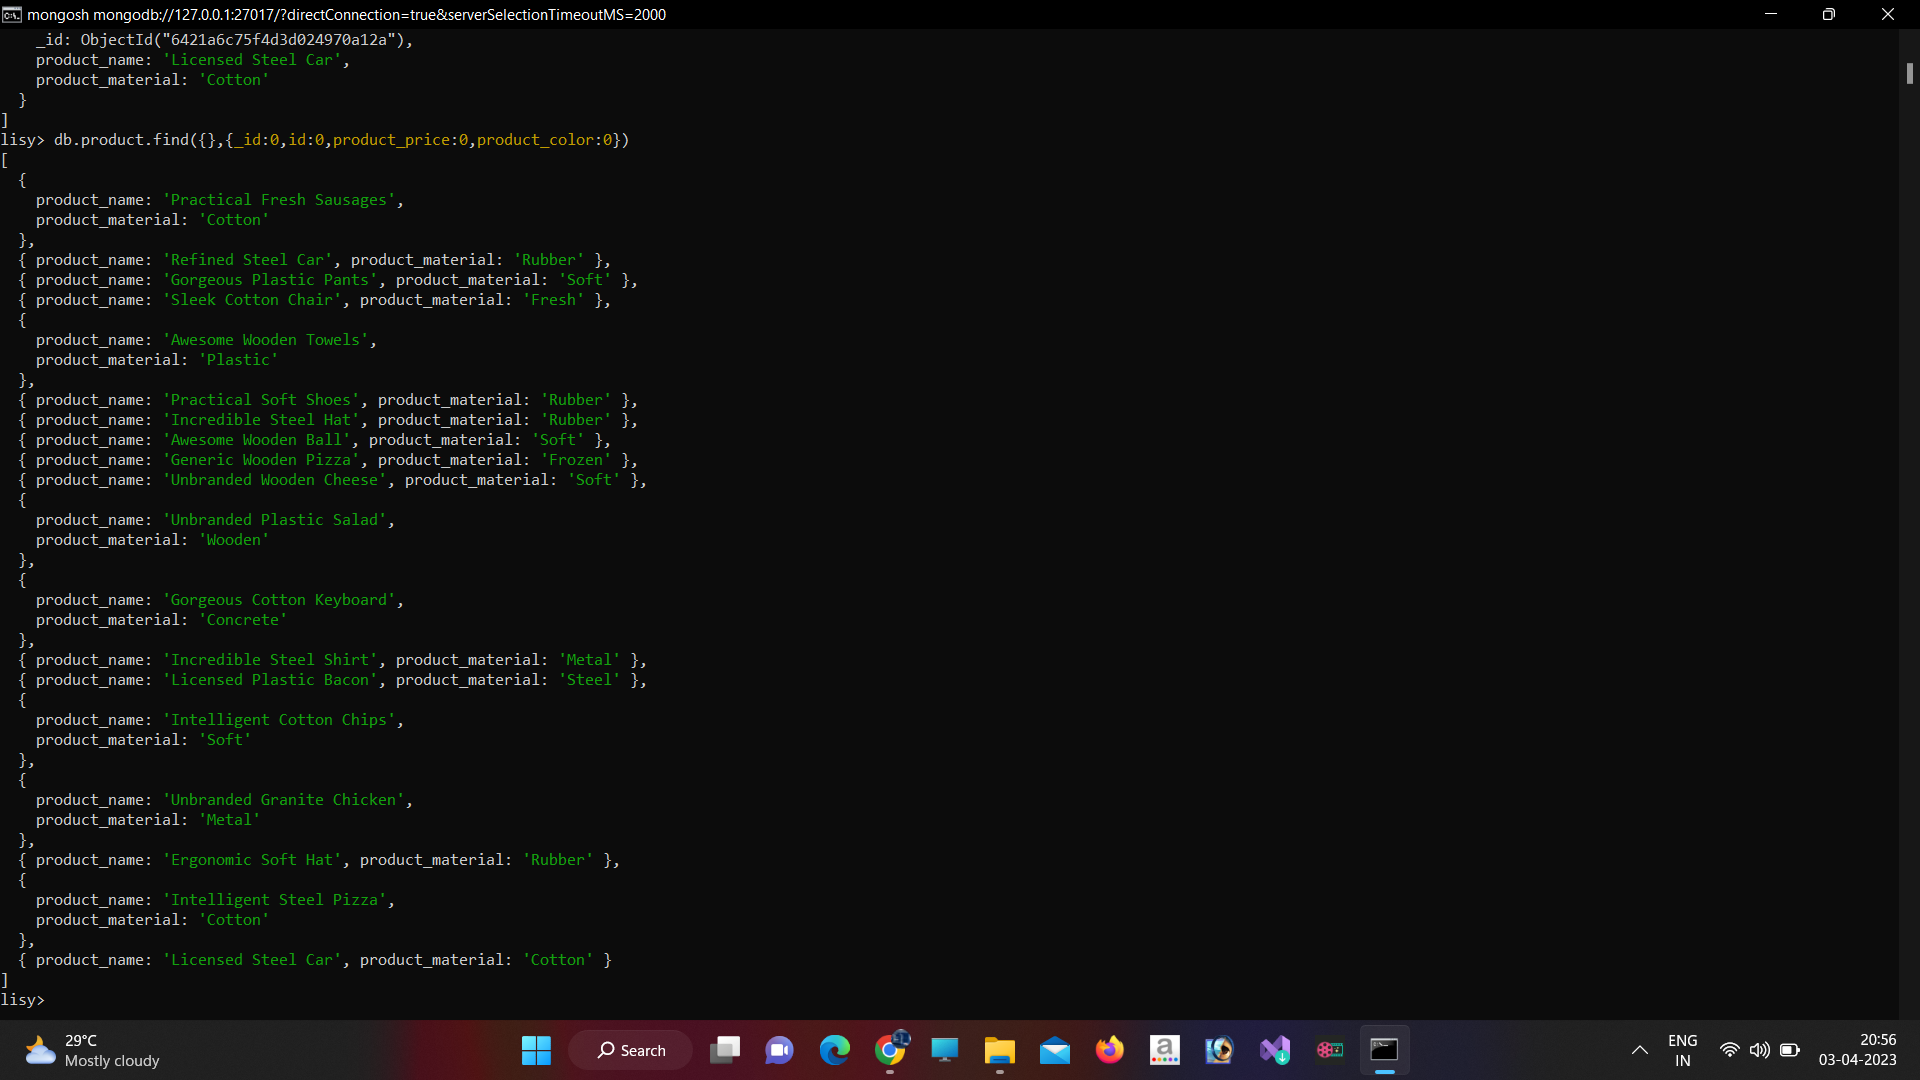 mongosh mongodb://127.0.0.1:27017/?directConnection=true&serverSelectionTimeoutMS=2000
    _id: ObjectId("6421a6c75f4d3d024970a12a"),
    product_name: 'Licensed Steel Car',
    product_material: 'Cotton'
  }
]
lisy> db.product.find({},{_id:0,id:0,product_price:0,product_color:0})
[
  {
    product_name: 'Practical Fresh Sausages',
    product_material: 'Cotton'
  },
  { product_name: 'Refined Steel Car', product_material: 'Rubber' },
  { product_name: 'Gorgeous Plastic Pants', product_material: 'Soft' },
  { product_name: 'Sleek Cotton Chair', product_material: 'Fresh' },
  {
    product_name: 'Awesome Wooden Towels',
    product_material: 'Plastic'
  },
  { product_name: 'Practical Soft Shoes', product_material: 'Rubber' },
  { product_name: 'Incredible Steel Hat', product_material: 'Rubber' },
  { product_name: 'Awesome Wooden Ball', product_material: 'Soft' },
  { product_name: 'Generic Wooden Pizza', product_material: 'Frozen' },
  { product_name: 'Unbranded Wooden Cheese', product_material: 'Soft' },
  {
    product_name: 'Unbranded Plastic Salad',
    product_material: 'Wooden'
  },
  {
    product_name: 'Gorgeous Cotton Keyboard',
    product_material: 'Concrete'
  },
  { product_name: 'Incredible Steel Shirt', product_material: 'Metal' },
  { product_name: 'Licensed Plastic Bacon', product_material: 'Steel' },
  {
    product_name: 'Intelligent Cotton Chips',
    product_material: 'Soft'
  },
  {
    product_name: 'Unbranded Granite Chicken',
    product_material: 'Metal'
  },
  { product_name: 'Ergonomic Soft Hat', product_material: 'Rubber' },
  {
    product_name: 'Intelligent Steel Pizza',
    product_material: 'Cotton'
  },
  { product_name: 'Licensed Steel Car', product_material: 'Cotton' }
]
lisy>
29°C
Mostly cloudy
Search
ENG
IN
20:56
03-04-2023